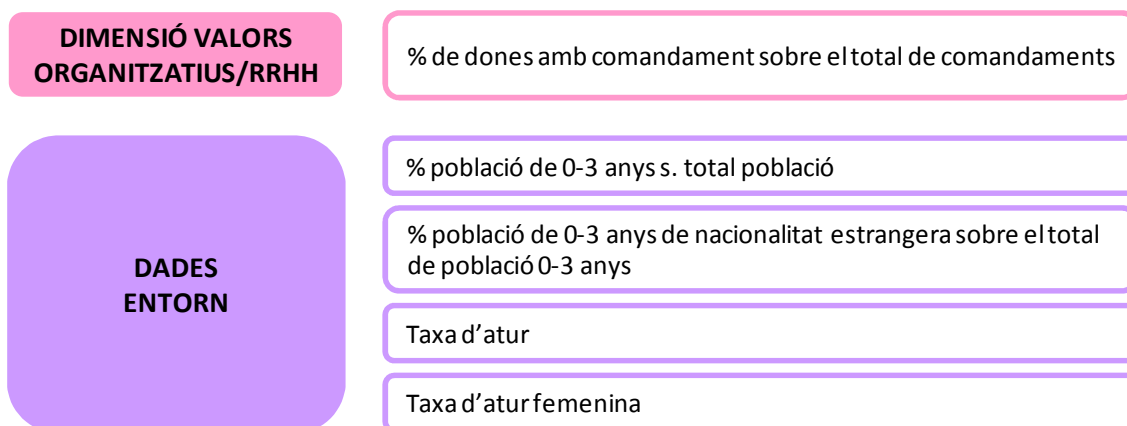 DIMENSIÓ VALORS
ORGANITZATIUS/RRHH
% de dones amb comandament sobre el total de comandaments
DADES
ENTORN
% població de 0-3 anys s. total població
% població de 0-3 anys de nacionalitat estrangera sobre el total
de població 0-3 anys
Taxa d’atur
Taxa d’atur femenina